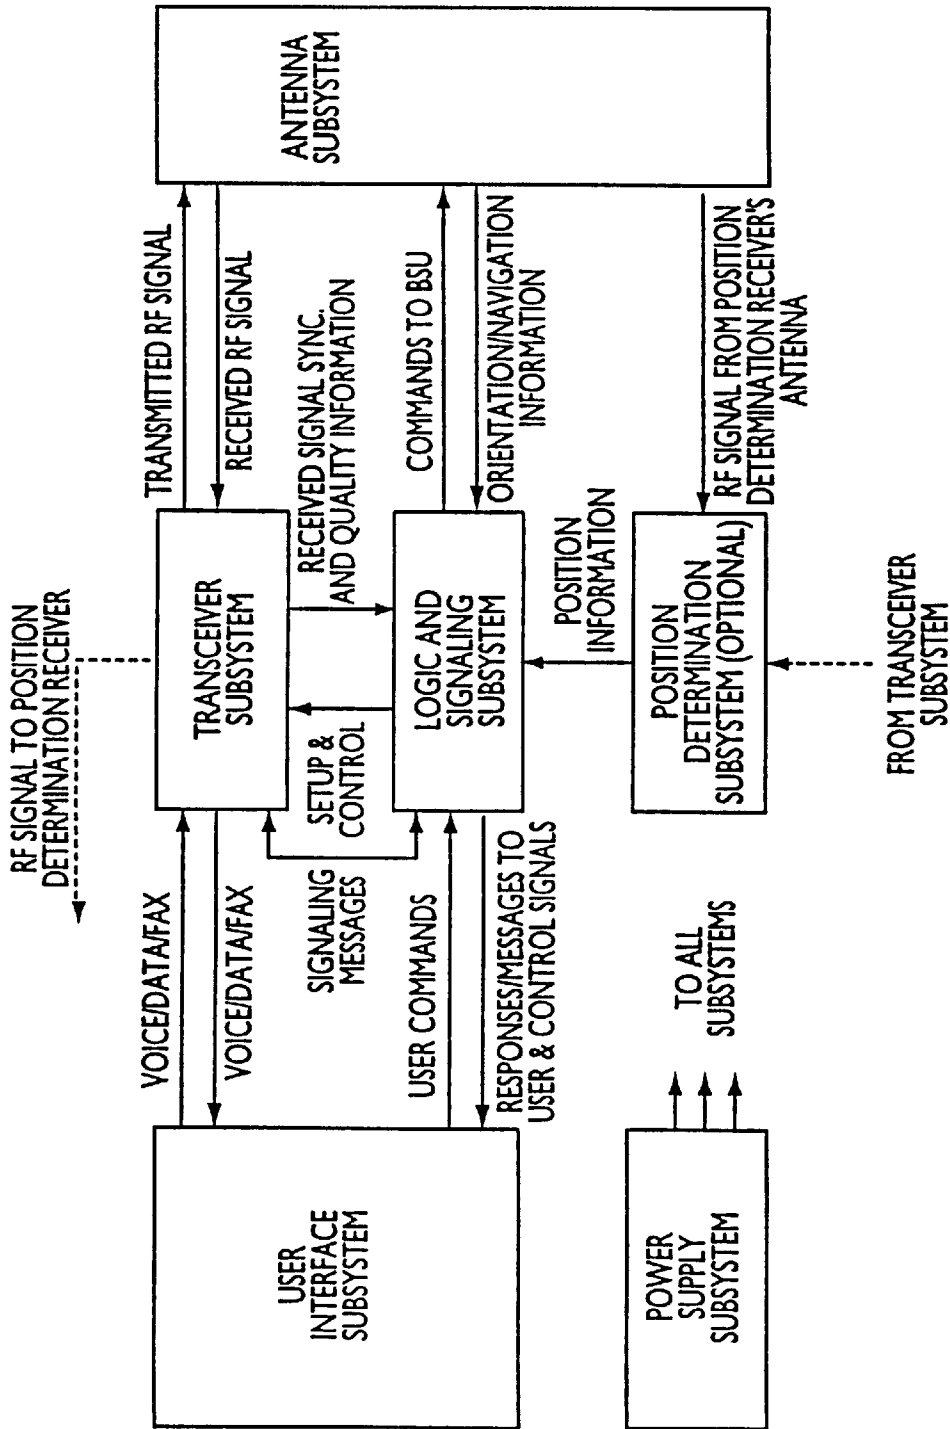 RF SIGNAL TO POSITION
DETERMINATION RECEIVER
VOICE/DATA/FAX
VOICE/DATA/FAX
TRANSCEIVER
SUBSYSTEM
TRANSMITTED RF SIGNAL
RECEIVED RF SIGNAL
ANTENNA
SUBSYSTEM
USER
INTERFACE
SUBSYSTEM
SIGNALING
MESSAGES
SETUP &
CONTROL
RECEIVED SIGNAL SYNC.
AND QUALITY INFORMATION
USER COMMANDS
RESPONSES/MESSAGES TO
USER & CONTROL SIGNALS
LOGIC AND
SIGNALING
SUBSYSTEM
COMMANDS TO BSU
ORIENTATION/NAVIGATION
INFORMATION
POSITION
INFORMATION
POWER
SUPPLY
SUBSYSTEM
TO ALL
SUBSYSTEMS
POSITION
DETERMINATION
SUBSYSTEM (OPTIONAL)
RF SIGNAL FROM POSITION
DETERMINATION RECEIVER'S
ANTENNA
FROM TRANSCEIVER
SUBSYSTEM